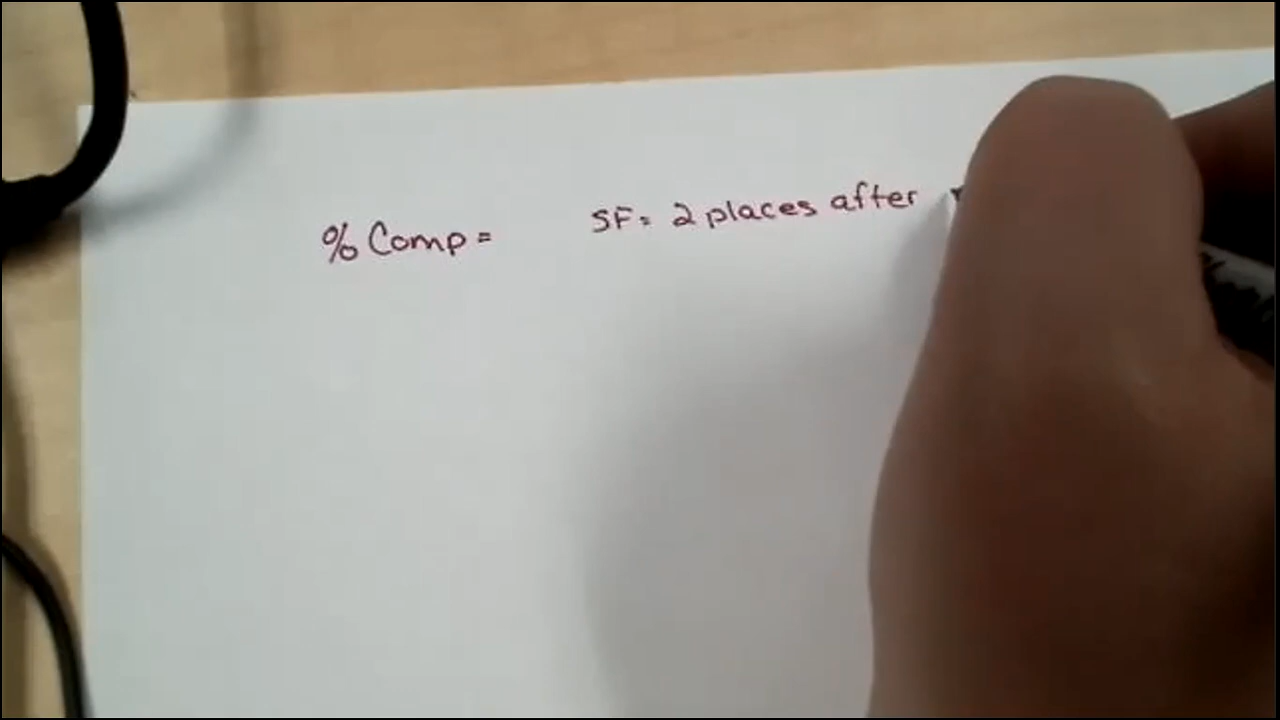 % Comp = SF= 2 places after